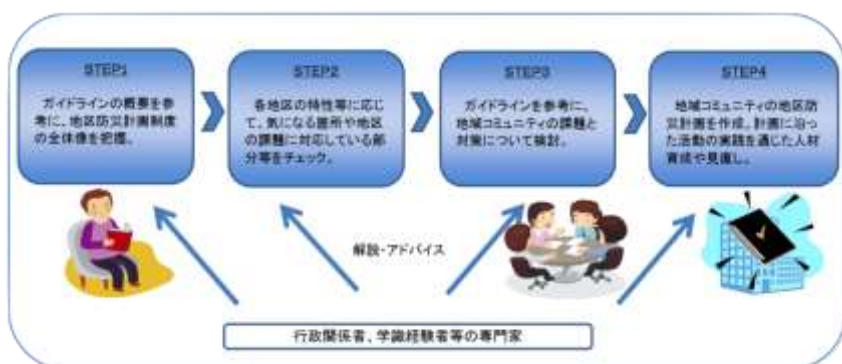 STEP1
ガイドラインの概要を参
考に、地区防災計画制度
の全体像を把握。
STEP2
各地区の特性等に応じ
て、気になる箇所や地区
の課題に対応している部
分等をチェック。
STEP3
ガイドラインを参考に、
地域コミュニティの課題と
対策について検討。
STEP4
地域コミュニティの地区防
災計画を作成。計画に沿っ
た活動の実践を通じた人材
育成や見直し。
解説・アドバイス
行政関係者、学識経験者等の専門家